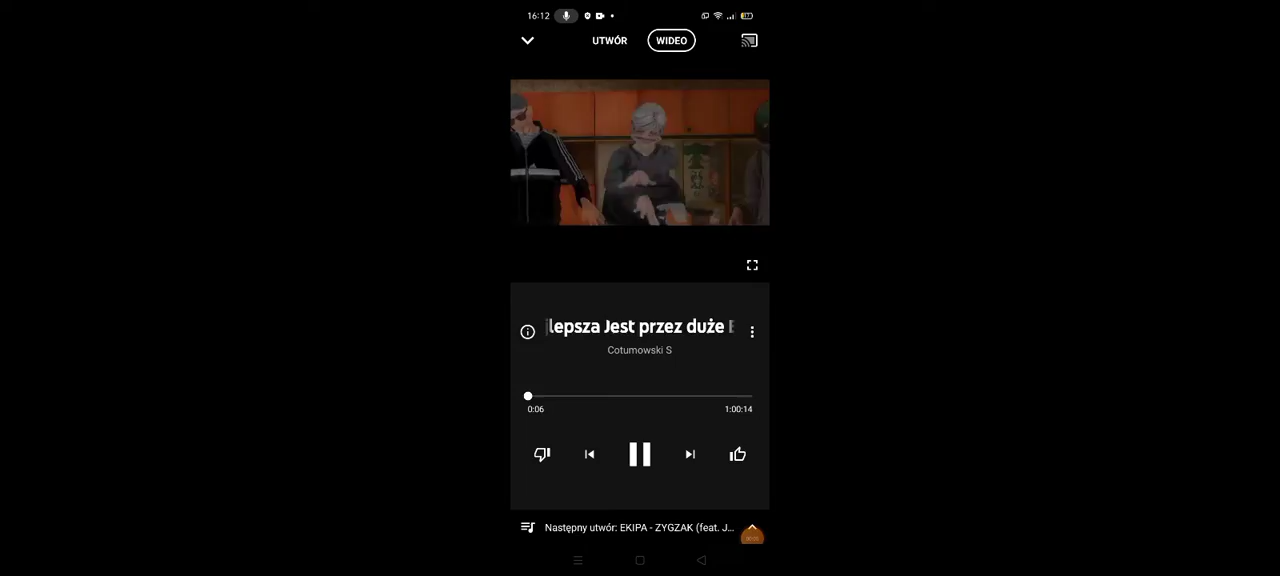 16:12
UTWÓR
WIDEO
lepsza Jest przez duże
Cotumowski S
0:06
1:00:14
Następny utwór: EKIPA - ZYGZAK (feat. J...